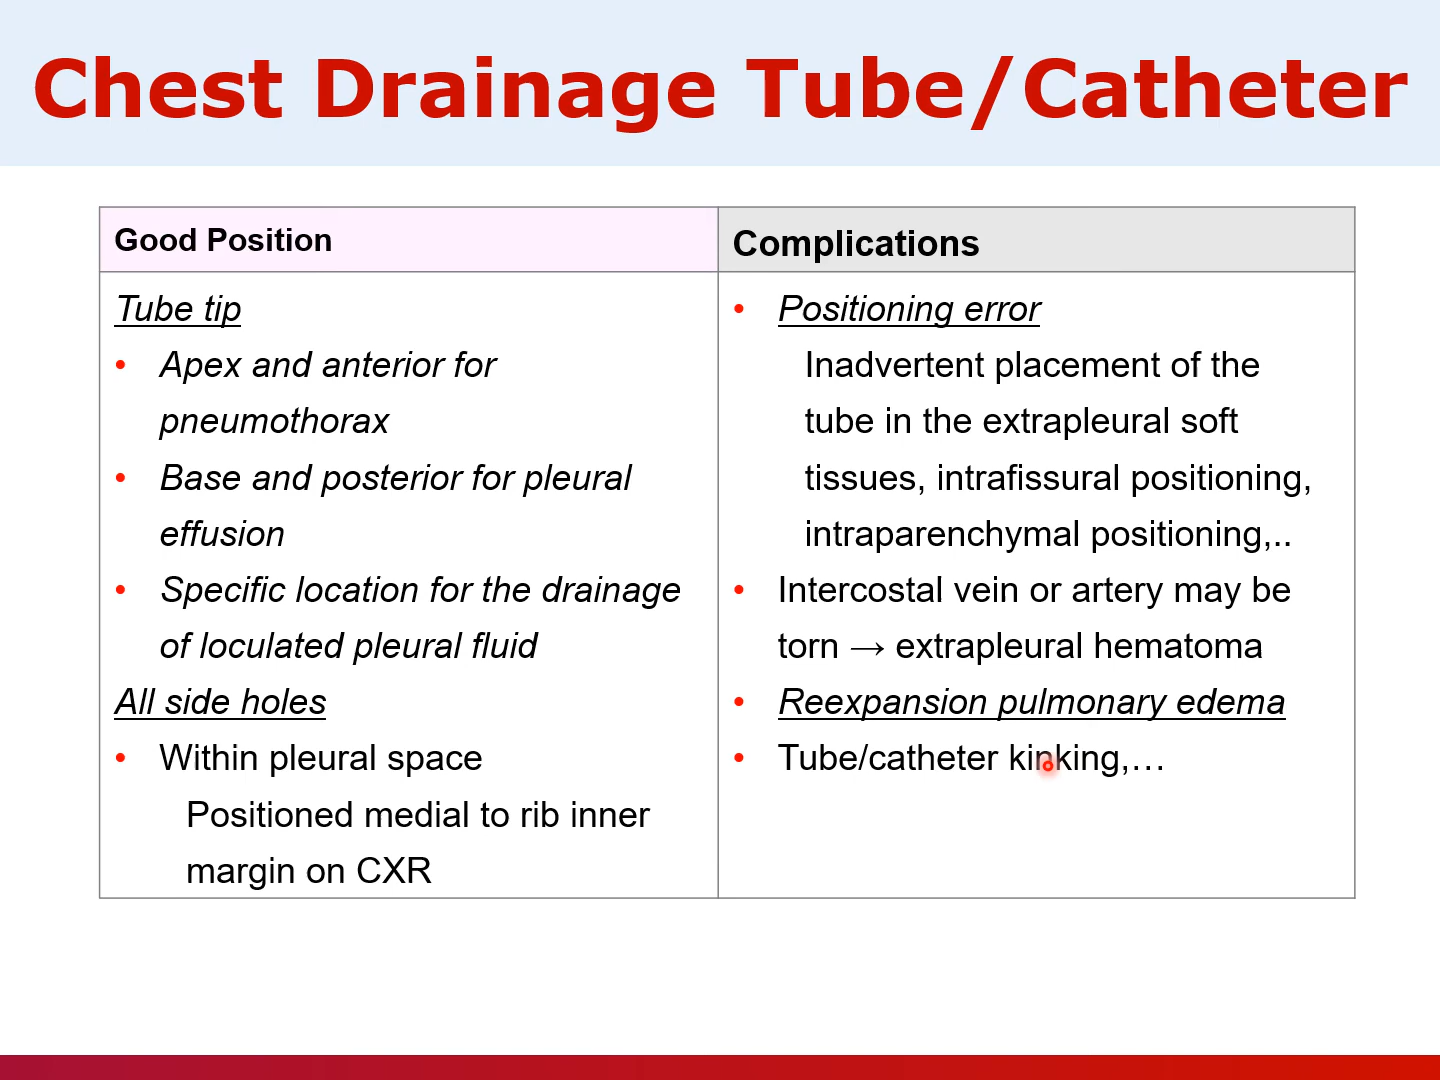 Chest Drainage Tube/Catheter
Good Position
Tube tip
• Apex and anterior for
pneumothorax
• Base and posterior for pleural
effusion
• Specific location for the drainage
of loculated pleural fluid
All side holes
• Within pleural space
Positioned medial to rib inner
margin on CXR
Complications
• Positioning error
Inadvertent placement of the
tube in the extrapleural soft
tissues, intrafissural positioning,
intraparenchymal positioning,..
• Intercostal vein or artery may be
torn → extrapleural hematoma
• Reexpansion pulmonary edema
• Tube/catheter kinking,…